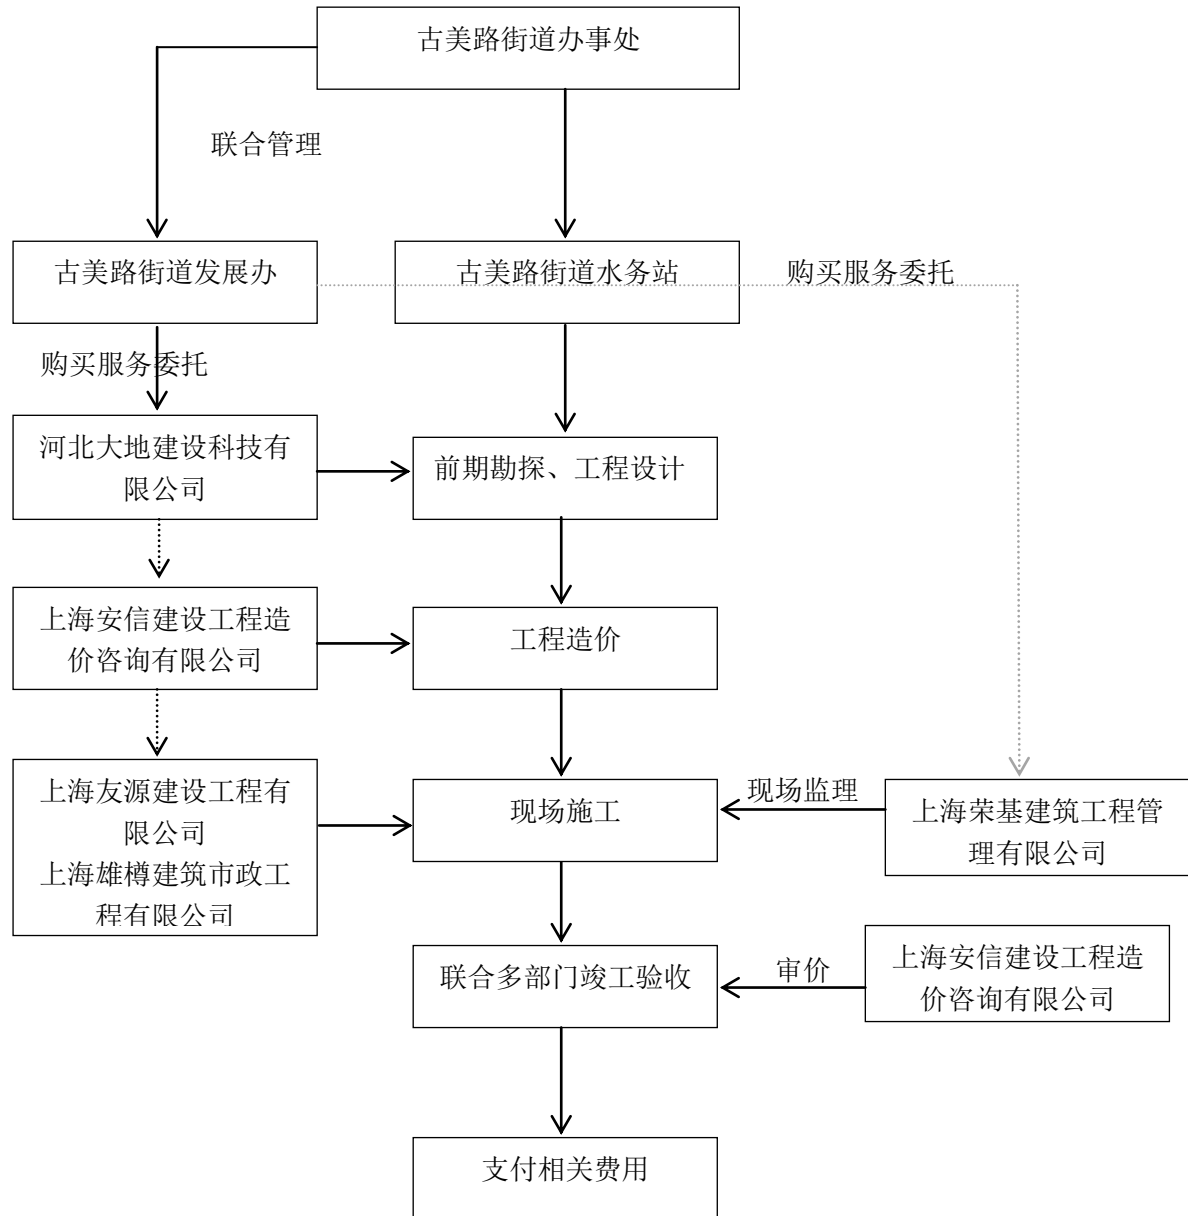 古美路街道办事处
联合管理
古美路街道发展办
古美路街道水务站
购买服务委托
购买服务委托
河北大地建设科技有
限公司
前期勘探、工程设计
上海安信建设工程造
价咨询有限公司
工程造价
上海友源建设工程有
限公司
上海雄樽建筑市政工
程有限公司
现场施工
现场监理
上海荣基建筑工程管
理有限公司
联合多部门竣工验收
审价
上海安信建设工程造
价咨询有限公司
支付相关费用